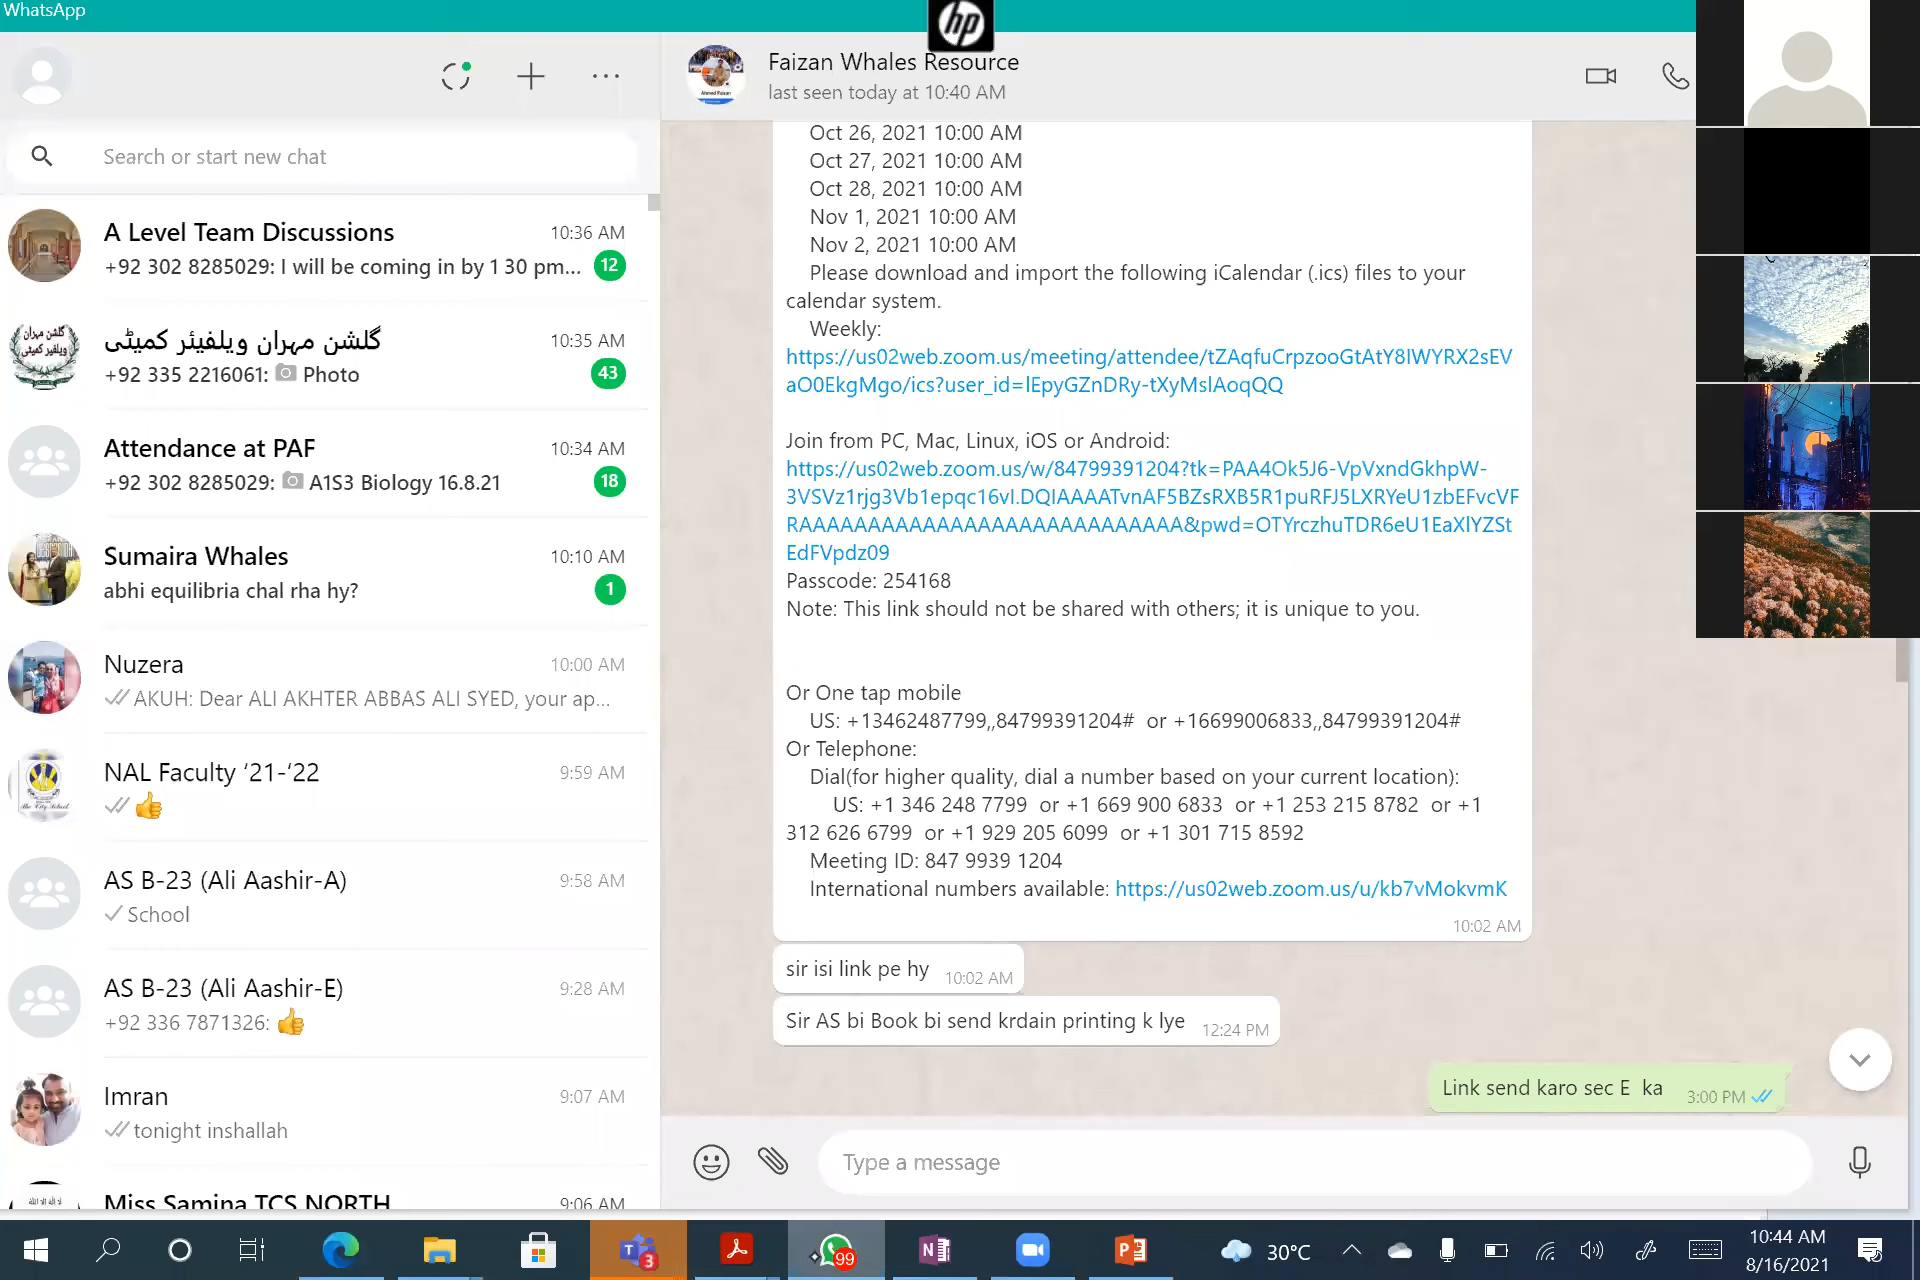 WhatsApp
hp
Search or start new chat
A Level Team Discussions
10:36 AM
+92 302 8285029: I will be coming in by 1 30 pm...
12
گلشن مہران ویلفیئر کمیٹی
10:35 AM
+92 335 2216061: Photo
43
Attendance at PAF
10:34 AM
+92 302 8285029: A1S3 Biology 16.8.21
18
Sumaira Whales
10:10 AM
abhi equilibria chal rha hy?
1
Nuzera
10:00 AM
AKUH: Dear ALI AKHTER ABBAS ALI SYED, your ap...
NAL Faculty ‘21-‘22
9:59 AM
👍
AS B-23 (Ali Aashir-A)
9:58 AM
School
AS B-23 (Ali Aashir-E)
9:28 AM
+92 336 7871326: 👍
Imran
9:07 AM
tonight inshallah
Miss Samina TCS NORTH
9:06 AM
Faizan Whales Resource
last seen today at 10:40 AM
Oct 26, 2021 10:00 AM
Oct 27, 2021 10:00 AM
Oct 28, 2021 10:00 AM
Nov 1, 2021 10:00 AM
Nov 2, 2021 10:00 AM
Please download and import the following iCalendar (.ics) files to your
calendar system.
Weekly:
https://us02web.zoom.us/meeting/attendee/tZAqfuCrpzooGtAtY8IWYRX2sEV
aO0EkgMgo/ics?user_id=lEpyGZnDRy-tXyMslAoqQQ
Join from PC, Mac, Linux, iOS or Android:
https://us02web.zoom.us/w/84799391204?tk=PAA4Ok5J6-VpVxndGkhpW-
3VSVz1rjg3Vb1epqc16vI.DQIAAAATvnAF5BZsRXB5R1puRFJ5LXRYeU1zbEFvcVF
RAAAAAAAAAAAAAAAAAAAAAAAAAAAA&pwd=OTYrczhuTDR6eU1EaXlYZSt
EdFVpdz09
Passcode: 254168
Note: This link should not be shared with others; it is unique to you.
Or One tap mobile
US: +13462487799,,84799391204# or +16699006833,,84799391204#
Or Telephone:
Dial(for higher quality, dial a number based on your current location):
US: +1 346 248 7799 or +1 669 900 6833 or +1 253 215 8782 or +1
312 626 6799 or +1 929 205 6099 or +1 301 715 8592
Meeting ID: 847 9939 1204
International numbers available: https://us02web.zoom.us/u/kb7vMokvmK
10:02 AM
sir isi link pe hy 10:02 AM
Sir AS bi Book bi send krdain printing k lye 12:24 PM
Link send karo sec E ka 3:00 PM
Type a message
3
99
30°C
10:44 AM
8/16/2021